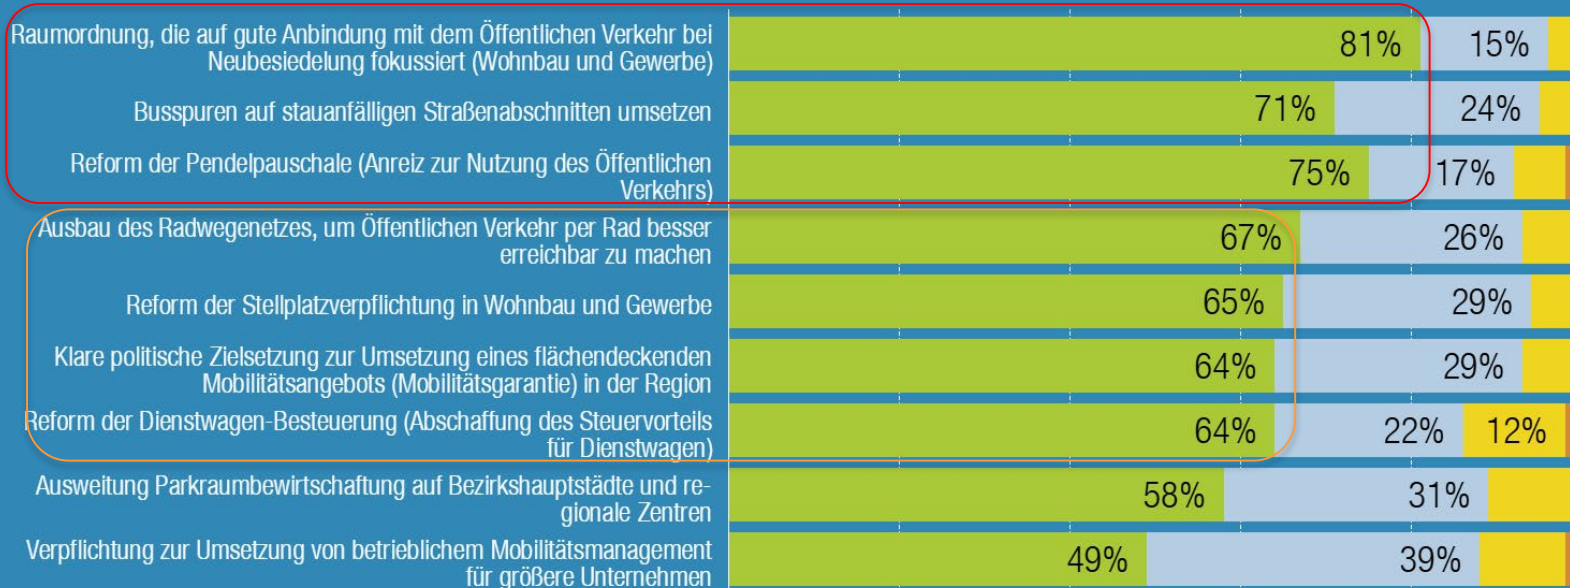 Raumordnung, die auf gute Anbindung mit dem Öffentlichen Verkehr bei
Neubesiedelung fokussiert (Wohnbau und Gewerbe)
81% 15%
Busspuren auf stauanfälligen Straßenabschnitten umsetzen
71% 24%
Reform der Pendelpauschale (Anreiz zur Nutzung des Öffentlichen
Verkehrs)
75% 17%
Ausbau des Radwegenetzes, um Öffentlichen Verkehr per Rad besser
erreichbar zu machen
67% 26%
Reform der Stellplatzverpflichtung in Wohnbau und Gewerbe
65% 29%
Klare politische Zielsetzung zur Umsetzung eines flächendeckenden
Mobilitätsangebots (Mobilitätsgarantie) in der Region
64% 29%
Reform der Dienstwagen-Besteuerung (Abschaffung des Steuervorteils
für Dienstwagen)
64% 22% 12%
Ausweitung Parkraumbewirtschaftung auf Bezirkshauptstädte und re-
gionale Zentren
58% 31%
Verpflichtung zur Umsetzung von betrieblichem Mobilitätsmanagement
für größere Unternehmen
49% 39%